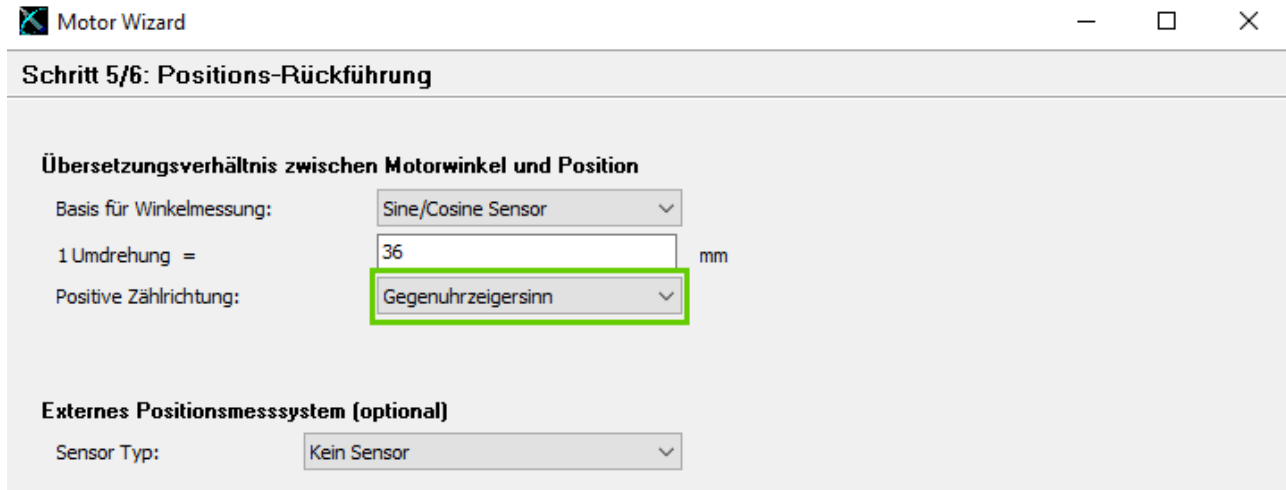 Motor Wizard
Schritt 5/6: Positions-Rückführung
Übersetzungsverhältnis zwischen Motorwinkel und Position
Basis für Winkelmessung: Sine/Cosine Sensor
1 Umdrehung = 36 mm
Positive Zählrichtung: Gegenuhrzeigersinn
Externes Positionsmesssystem (optional)
Sensor Typ: Kein Sensor